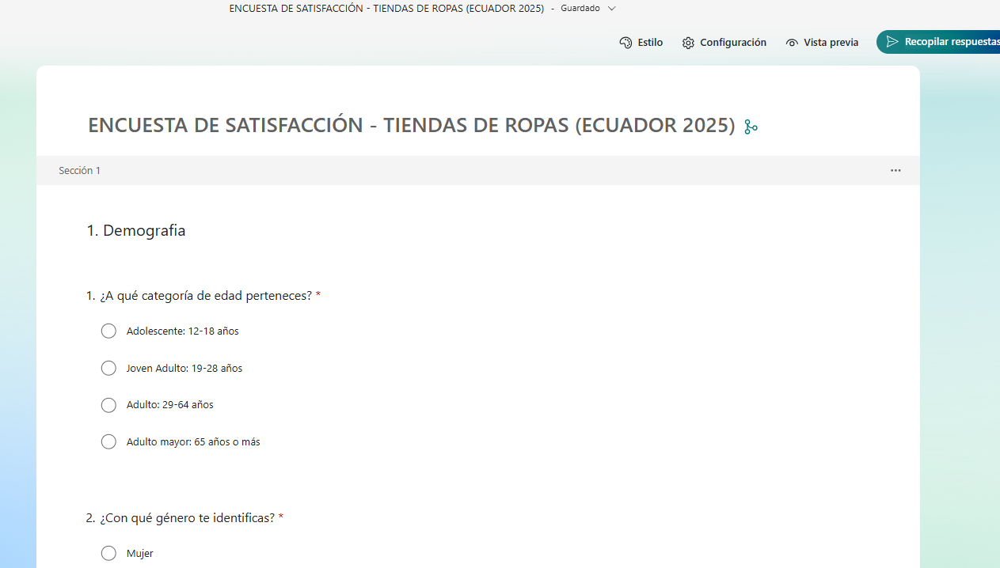 ENCUESTA DE SATISFACCIÓN - TIENDAS DE ROPAS (ECUADOR 2025) - Guardado
Estilo Configuración Vista previa Recopilar respuestas
ENCUESTA DE SATISFACCIÓN - TIENDAS DE ROPAS (ECUADOR 2025)
Sección 1
1. Demografia
1. ¿A qué categoría de edad perteneces? *
Adolescente: 12-18 años
Joven Adulto: 19-28 años
Adulto: 29-64 años
Adulto mayor: 65 años o más
2. ¿Con qué género te identificas? *
Mujer